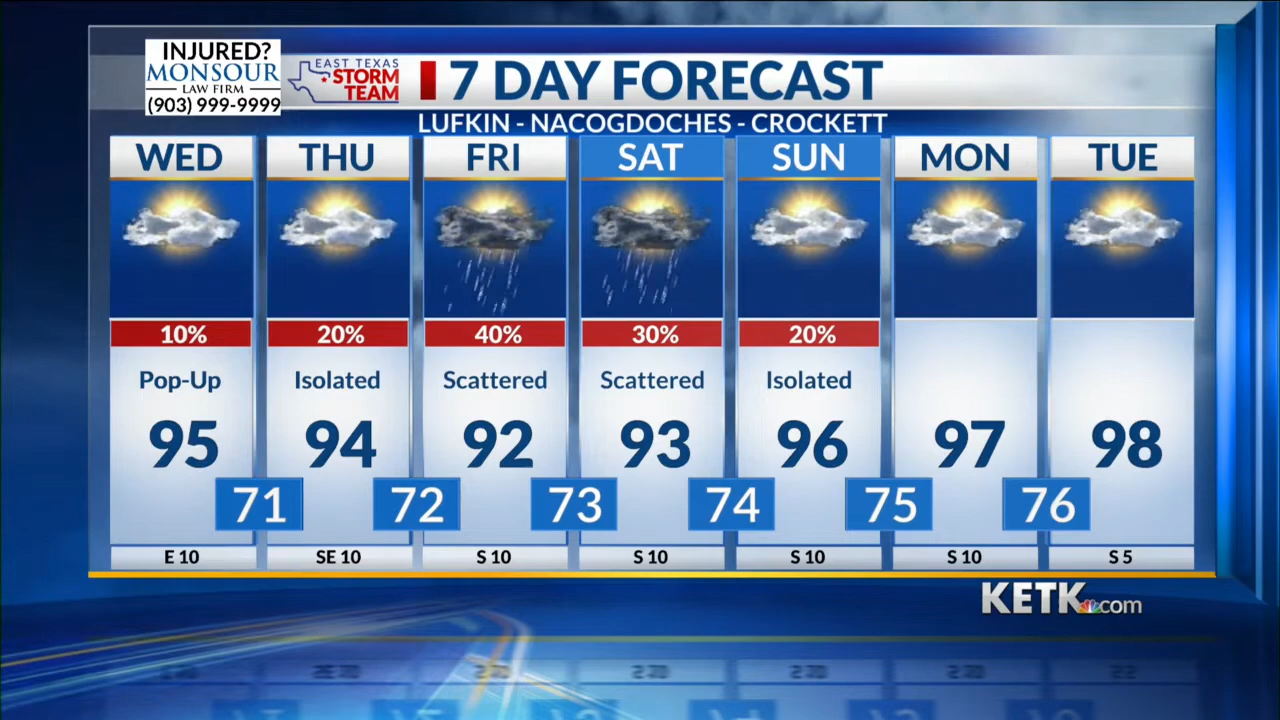 INJURED?
MONSOUR
LAW FIRM
(903) 999-9999
EAST TEXAS
STORM
TEAM
7 DAY FORECAST
LUFKIN - NACOGDOCHES - CROCKETT
WED THU FRI SAT SUN MON TUE
10% 20% 40% 30% 20%
Pop-Up Isolated Scattered Scattered Isolated
95 94 92 93 96 97 98
71 72 73 74 75 76
E 10 SE 10 S 10 S 10 S 10 S 10 S 5
KETK.com